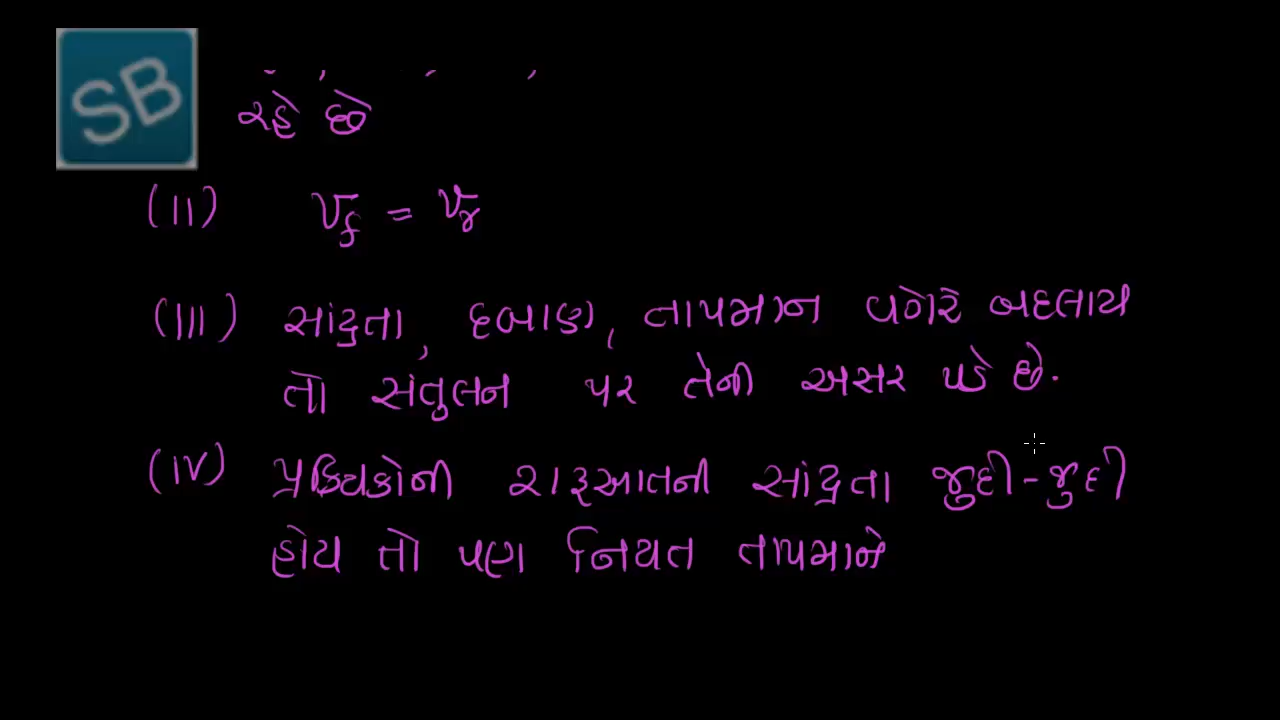 SB
રહે છે
(II) Vf = Vr
(III) સાંદ્રતા, દબાણ, તાપમાન વગેરે બદલાય
તો સંતુલન પર તેની અસર પડે છે.
(IV) પ્રક્રિયકોની શરૂઆતની સાંદ્રતા જુદી-જુદી
હોય તો પણ નિયત તાપમાને